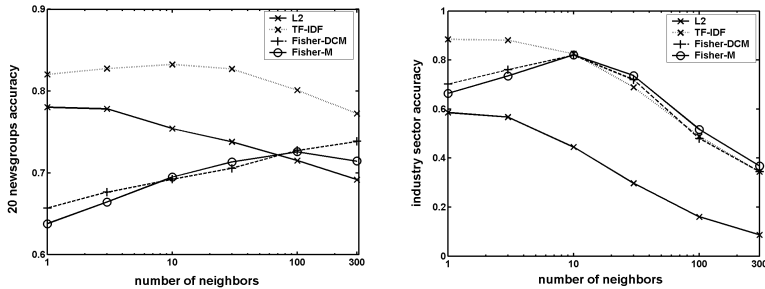 0.9
0.8
0.7
0.6
20 newsgroups accuracy
L2
TF-IDF
Fisher-DCM
Fisher-M
1
10
100
300
number of neighbors
1
0.8
0.6
0.4
0.2
0
industry sector accuracy
L2
TF-IDF
Fisher-DCM
Fisher-M
1
10
100
300
number of neighbors